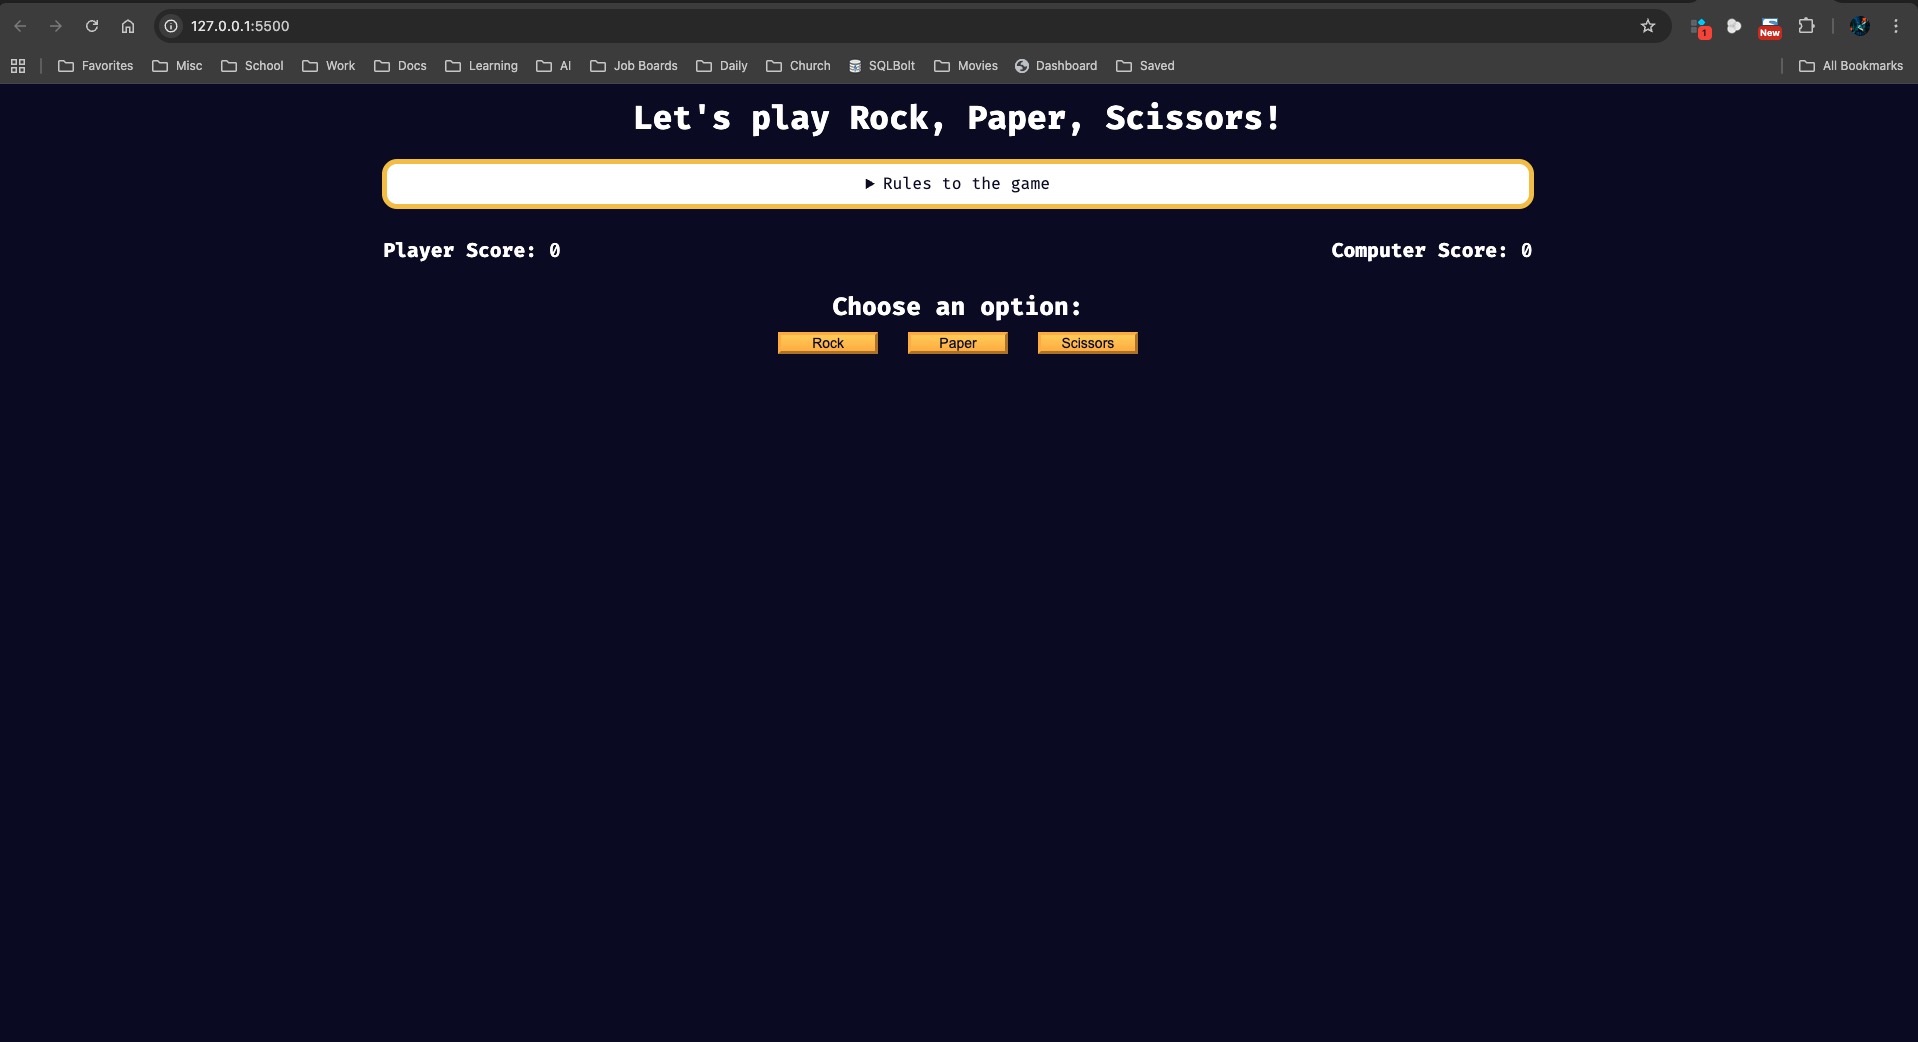 127.0.0.1:5500
1
New
Favorites Misc School Work Docs Learning AI Job Boards Daily Church SQLBolt Movies Dashboard Saved All Bookmarks
Let's play Rock, Paper, Scissors!
Rules to the game
Player Score: 0 Computer Score: 0
Choose an option:
Rock Paper Scissors